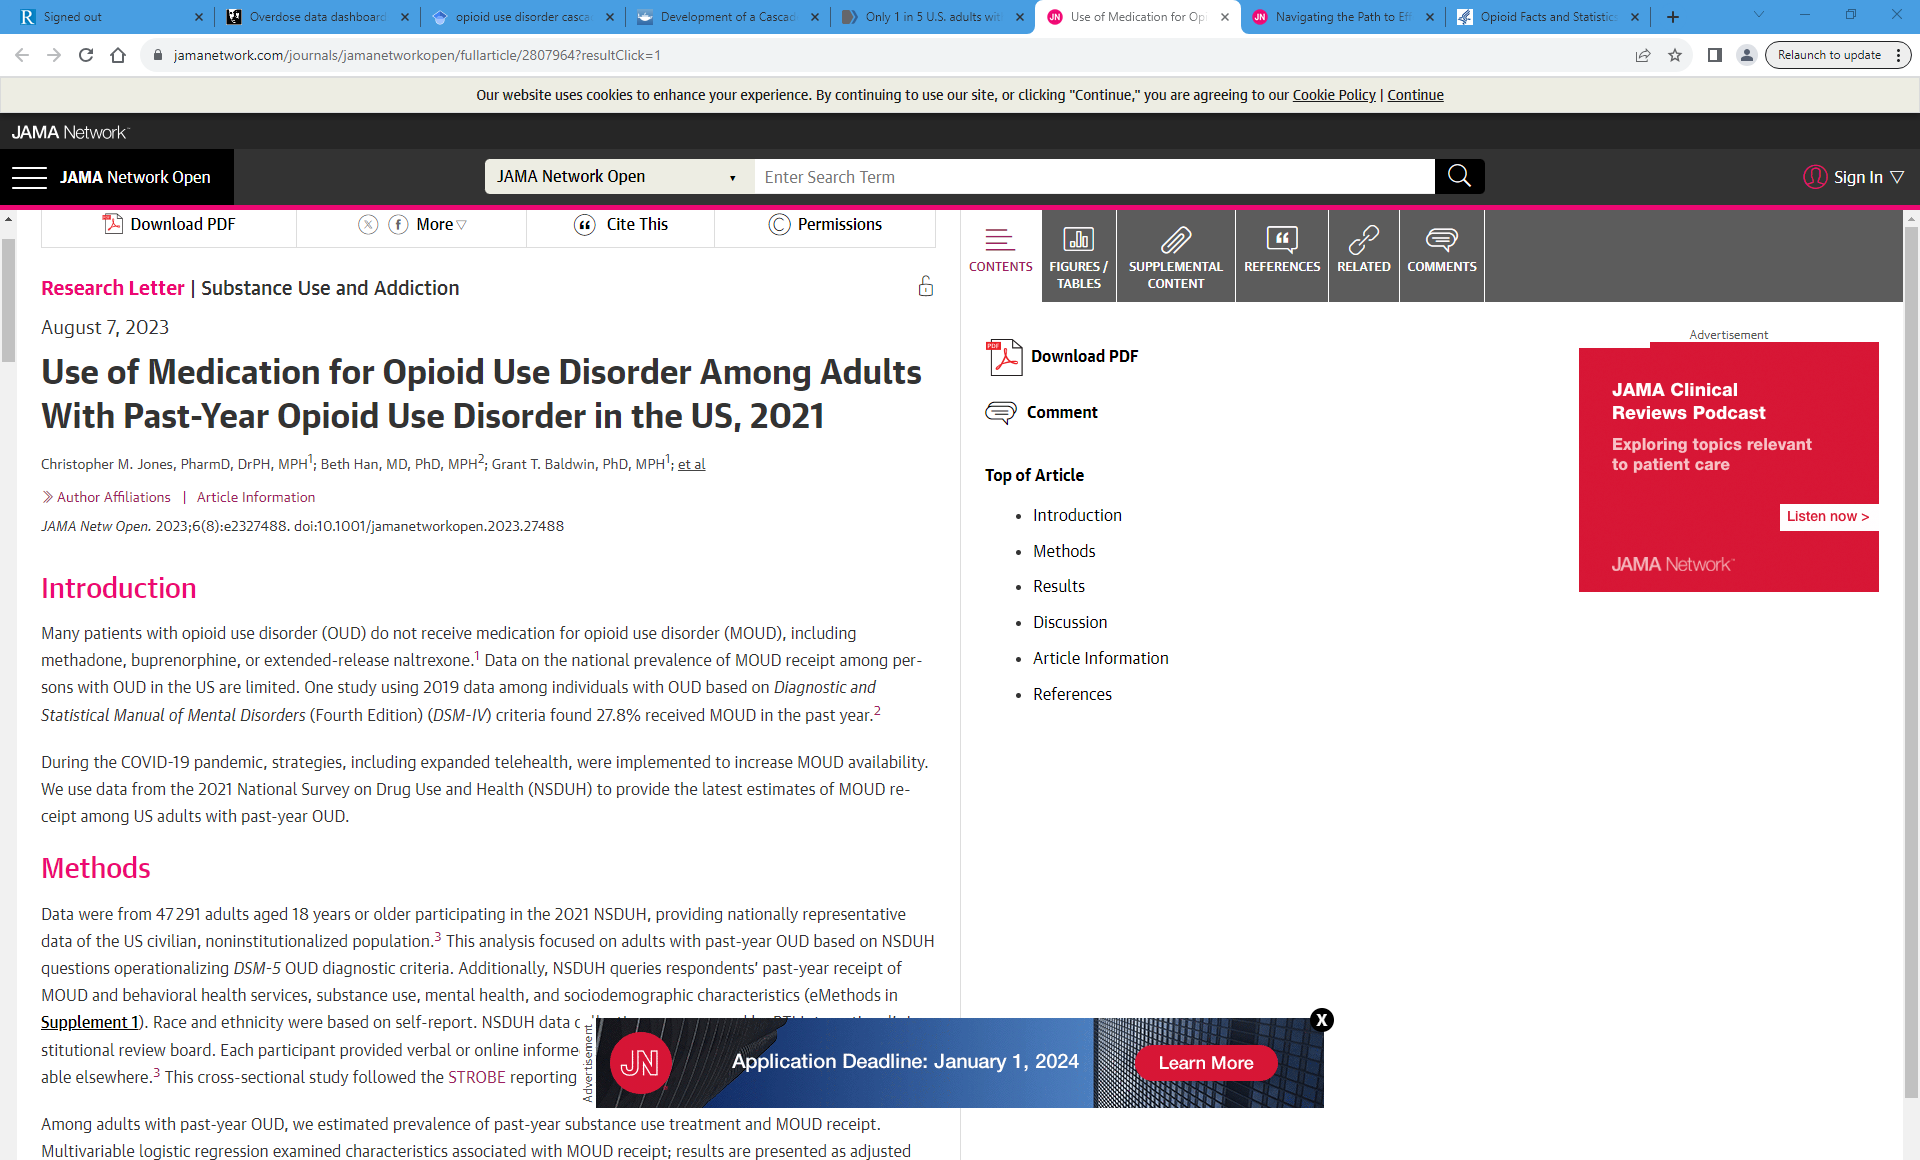 Signed out
Overdose data dashboard
opioid use disorder casca
Development of a Cascad
Only 1 in 5 U.S. adults wit
Use of Medication for Op
Navigating the Path to Eff
Opioid Facts and Statistics
jamanetwork.com/journals/jamanetworkopen/fullarticle/2807964?resultClick=1
Relaunch to update
Our website uses cookies to enhance your experience. By continuing to use our site, or clicking "Continue," you are agreeing to our Cookie Policy | Continue
JAMA Network
JAMA Network Open
JAMA Network Open
Enter Search Term
Sign In
Download PDF
More
Cite This
Permissions
Research Letter | Substance Use and Addiction
August 7, 2023
Use of Medication for Opioid Use Disorder Among Adults
With Past-Year Opioid Use Disorder in the US, 2021
Christopher M. Jones, PharmD, DrPH, MPH1; Beth Han, MD, PhD, MPH2; Grant T. Baldwin, PhD, MPH1; et al
Author Affiliations | Article Information
JAMA Netw Open. 2023;6(8):e2327488. doi:10.1001/jamanetworkopen.2023.27488
Introduction
Many patients with opioid use disorder (OUD) do not receive medication for opioid use disorder (MOUD), including
methadone, buprenorphine, or extended-release naltrexone.1 Data on the national prevalence of MOUD receipt among per-
sons with OUD in the US are limited. One study using 2019 data among individuals with OUD based on Diagnostic and
Statistical Manual of Mental Disorders (Fourth Edition) (DSM-IV) criteria found 27.8% received MOUD in the past year.2
During the COVID-19 pandemic, strategies, including expanded telehealth, were implemented to increase MOUD availability.
We use data from the 2021 National Survey on Drug Use and Health (NSDUH) to provide the latest estimates of MOUD re-
ceipt among US adults with past-year OUD.
Methods
Data were from 47 291 adults aged 18 years or older participating in the 2021 NSDUH, providing nationally representative
data of the US civilian, noninstitutionalized population.3 This analysis focused on adults with past-year OUD based on NSDUH
questions operationalizing DSM-5 OUD diagnostic criteria. Additionally, NSDUH queries respondents' past-year receipt of
MOUD and behavioral health services, substance use, mental health, and sociodemographic characteristics (eMethods in
Supplement 1). Race and ethnicity were based on self-report. NSDUH data
stitutional review board. Each participant provided verbal or online informe
able elsewhere.3 This cross-sectional study followed the STROBE reporting
Among adults with past-year OUD, we estimated prevalence of past-year substance use treatment and MOUD receipt.
Multivariable logistic regression examined characteristics associated with MOUD receipt; results are presented as adjusted
CONTENTS
FIGURES /
TABLES
SUPPLEMENTAL
CONTENT
REFERENCES
RELATED
COMMENTS
PDF
Download PDF
Comment
Top of Article
Introduction
Methods
Results
Discussion
Article Information
References
Advertisement
JAMA Clinical
Reviews Podcast
Exploring topics relevant
to patient care
Listen now >
JAMA Network
Advertisement
JN
Application Deadline: January 1, 2024
Learn More
X